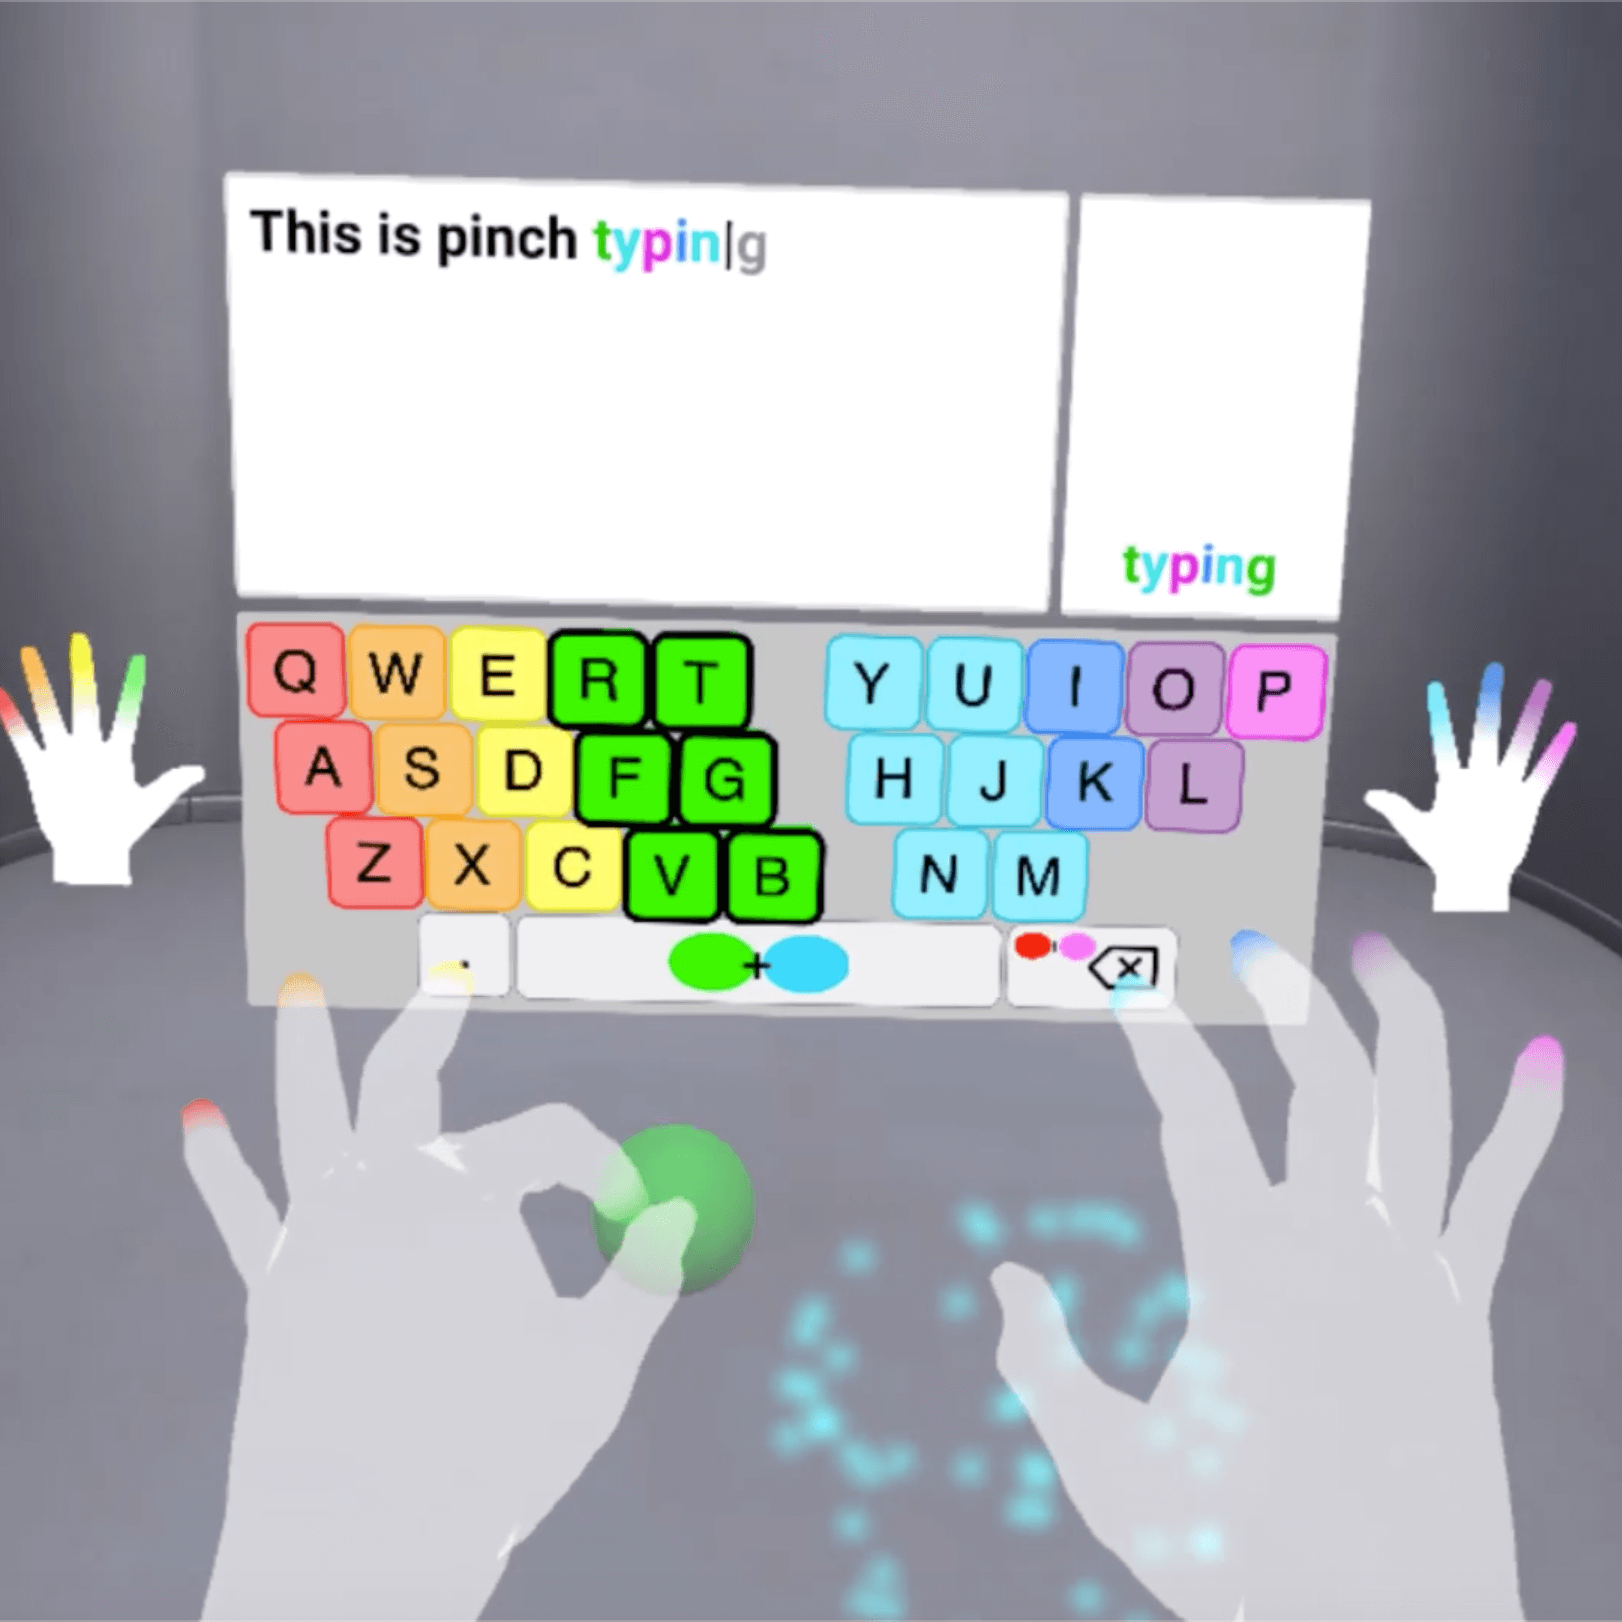 This is pinch typin|g
typing
Q W E R T Y U I O P
A S D F G H J K L
Z X C V B N M
. +